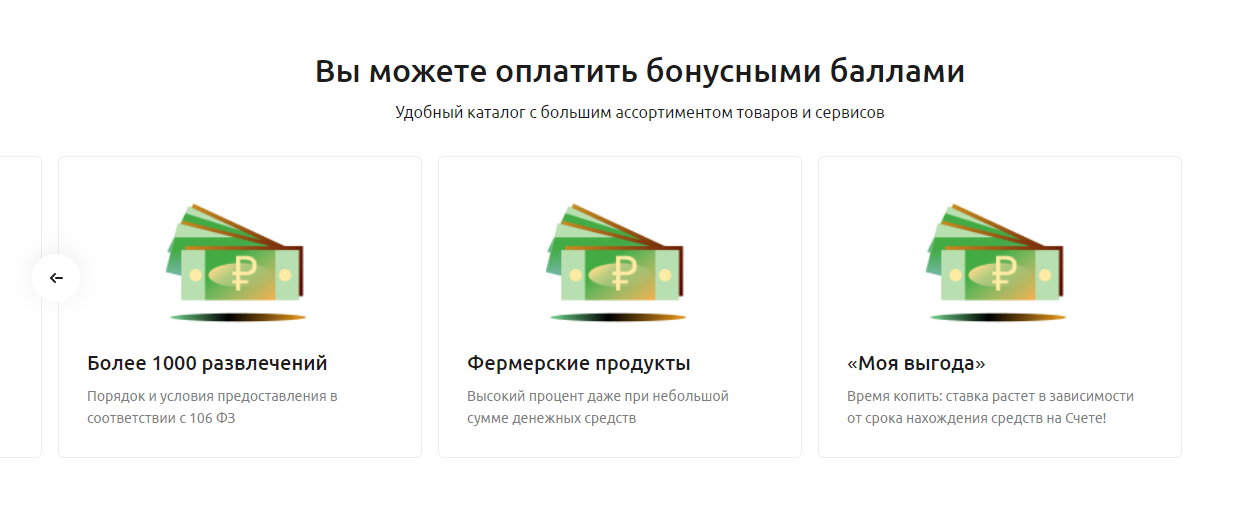 Вы можете оплатить бонусными баллами
Удобный каталог с большим ассортиментом товаров и сервисов
Более 1000 развлечений
Порядок и условия предоставления в
соответствии с 106 ФЗ
Фермерские продукты
Высокий процент даже при небольшой
сумме денежных средств
«Моя выгода»
Время копить: ставка растет в зависимости
от срока нахождения средств на Счете!